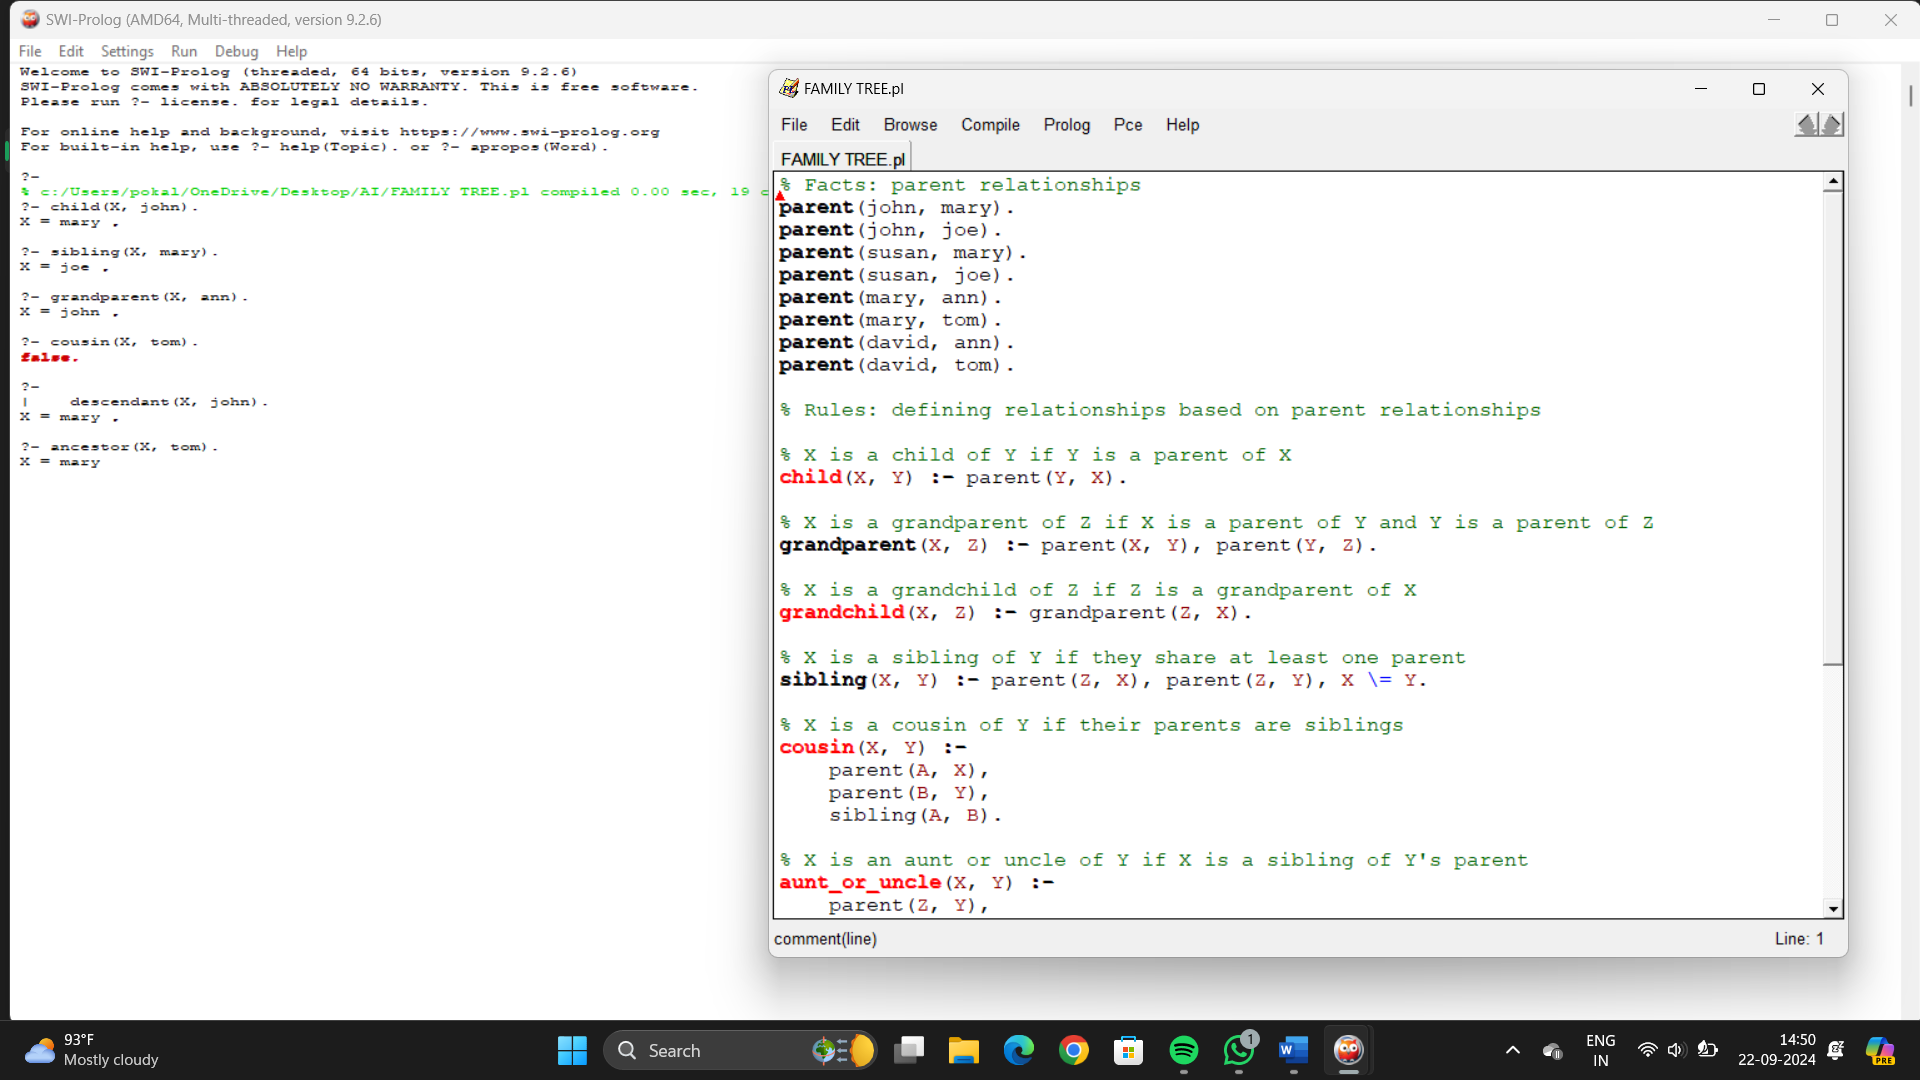 SWI-Prolog (AMD64, Multi-threaded, version 9.2.6)
File Edit Settings Run Debug Help
Welcome to SWI-Prolog (threaded, 64 bits, version 9.2.6)
SWI-Prolog comes with ABSOLUTELY NO WARRANTY. This is free software.
Please run ?- license. for legal details.
For online help and background, visit https://www.swi-prolog.org
For built-in help, use ?- help(Topic). or ?- apropos(Word).
?-
% c:/Users/pokal/OneDrive/Desktop/AI/FAMILY TREE.pl compiled 0.00 sec, 19 c
?- child(X, john).
X = mary .
?- sibling(X, mary).
X = joe .
?- grandparent(X, ann).
X = john .
?- cousin(X, tom).
false.
?-
|    descendant(X, john).
X = mary .
?- ancestor(X, tom).
X = mary
FAMILY TREE.pl
File Edit Browse Compile Prolog Pce Help
FAMILY TREE.pl
% Facts: parent relationships
parent(john, mary).
parent(john, joe).
parent(susan, mary).
parent(susan, joe).
parent(mary, ann).
parent(mary, tom).
parent(david, ann).
parent(david, tom).
% Rules: defining relationships based on parent relationships
% X is a child of Y if Y is a parent of X
child(X, Y) :- parent(Y, X).
% X is a grandparent of Z if X is a parent of Y and Y is a parent of Z
grandparent(X, Z) :- parent(X, Y), parent(Y, Z).
% X is a grandchild of Z if Z is a grandparent of X
grandchild(X, Z) :- grandparent(Z, X).
% X is a sibling of Y if they share at least one parent
sibling(X, Y) :- parent(Z, X), parent(Z, Y), X \= Y.
% X is a cousin of Y if their parents are siblings
cousin(X, Y) :-
    parent(A, X),
    parent(B, Y),
    sibling(A, B).
% X is an aunt or uncle of Y if X is a sibling of Y's parent
aunt_or_uncle(X, Y) :-
    parent(Z, Y),
comment(line) Line: 1
93°F
Mostly cloudy
Search
1
W
ENG
IN
14:50
22-09-2024
PRE